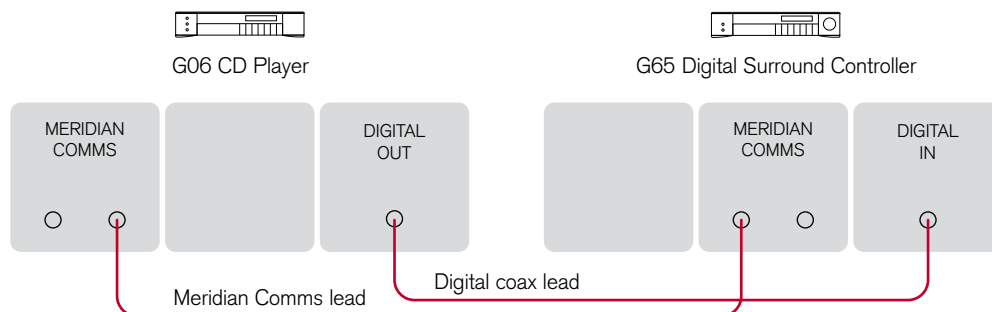 G06 CD Player
G65 Digital Surround Controller
MERIDIAN
COMMS
DIGITAL
OUT
MERIDIAN
COMMS
DIGITAL
IN
Digital coax lead
Meridian Comms lead